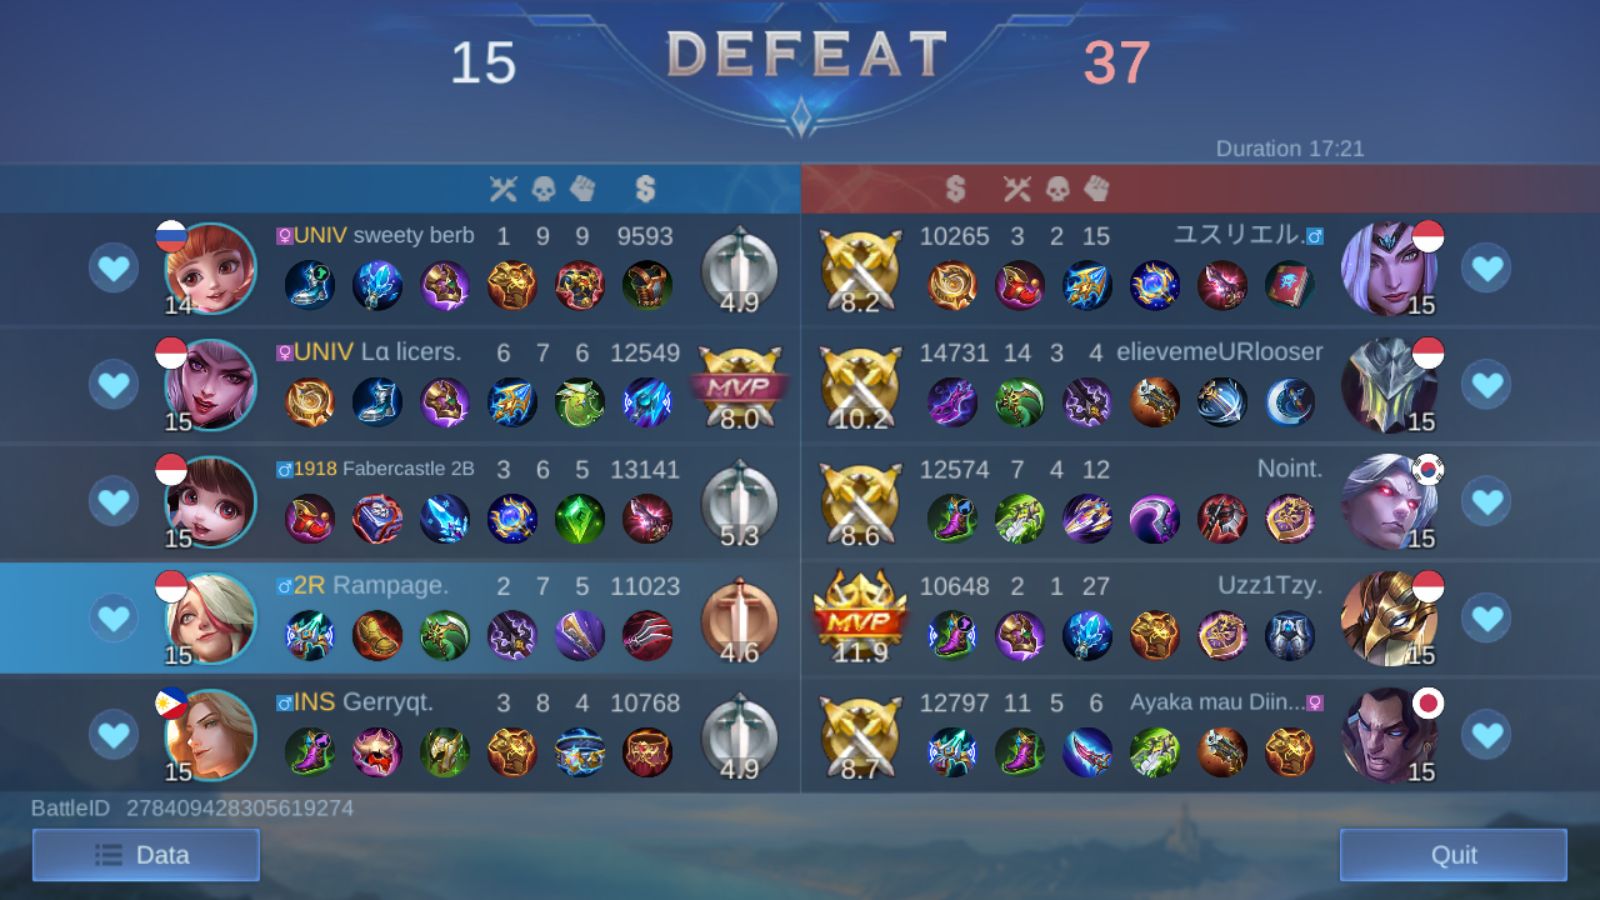 15 DEFEAT 37
Duration 17:21
UNIV sweety berb 1 9 9 9593
14
4.9
8.2
10265 3 2 15 ユスリエル.
15
UNIV Lα licers. 6 7 6 12549
15
MVP
8.0
10.2
14731 14 3 4 elievemeURlooser
15
1918 Fabercastle 2B 3 6 5 13141
15
5.3
8.6
12574 7 4 12 Noint.
15
2R Rampage. 2 7 5 11023
15
4.6
MVP
11.9
10648 2 1 27 Uzz1Tzy.
15
INS Gerryqt. 3 8 4 10768
15
4.9
8.7
12797 11 5 6 Ayaka mau Diin...
15
BattleID 278409428305619274
Data
Quit